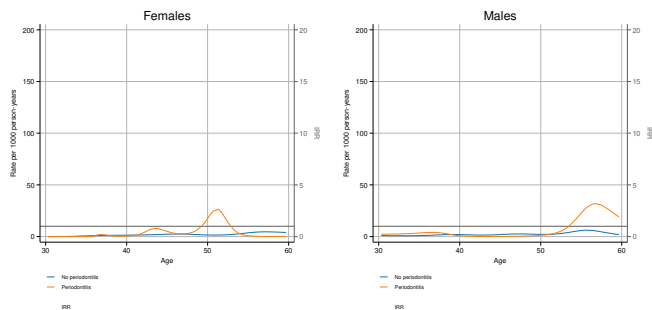 Females
200
150
100
50
0
Rate per 1000 person-years
20
15
10
5
0
IRR
30
40
50
60
Age
No periodontitis
Periodontitis
IRR
Males
200
150
100
50
0
Rate per 1000 person-years
20
15
10
5
0
IRR
30
40
50
60
Age
No periodontitis
Periodontitis
IRR